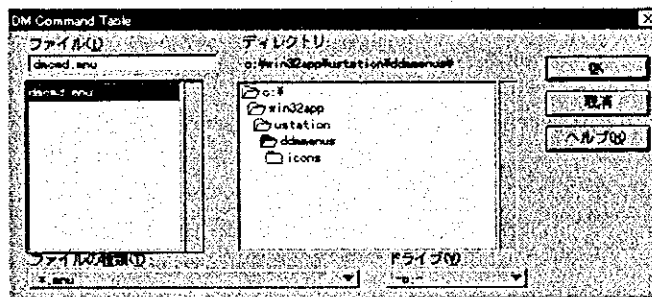 DM Command Table
ファイル(I)
dmcmd.mnu
dmcmd.mnu
ディレクトリ
c:¥win32app¥ustation¥ddmenus¥
c:¥
win32app
ustation
ddmenus
icons
OK
取消
ヘルプ(H)
ファイルの種類(T)
*.mnu
ドライブ(V)
c: